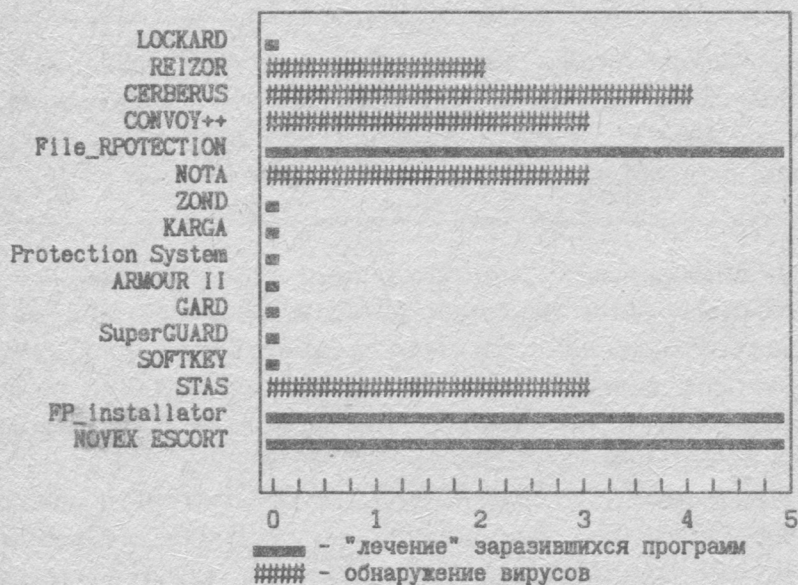 LOCKARD
REIZOR
CERBERUS
CONVOY++
File_RPOTECTION
NOTA
ZOND
KARGA
Protection System
ARMOUR II
GARD
SuperGUARD
SOFTKEY
STAS
FP_installator
NOVEX ESCORT
0 1 2 3 4 5
- "лечение" заразившихся программ
##### - обнаружение вирусов